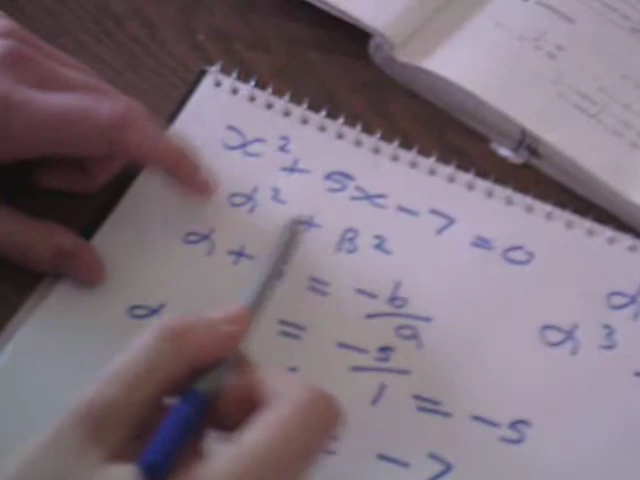 x² + 5x - 7 = 0
α² + β²
α + = -b/a
α = -5/1 = -5
-7
α
α³